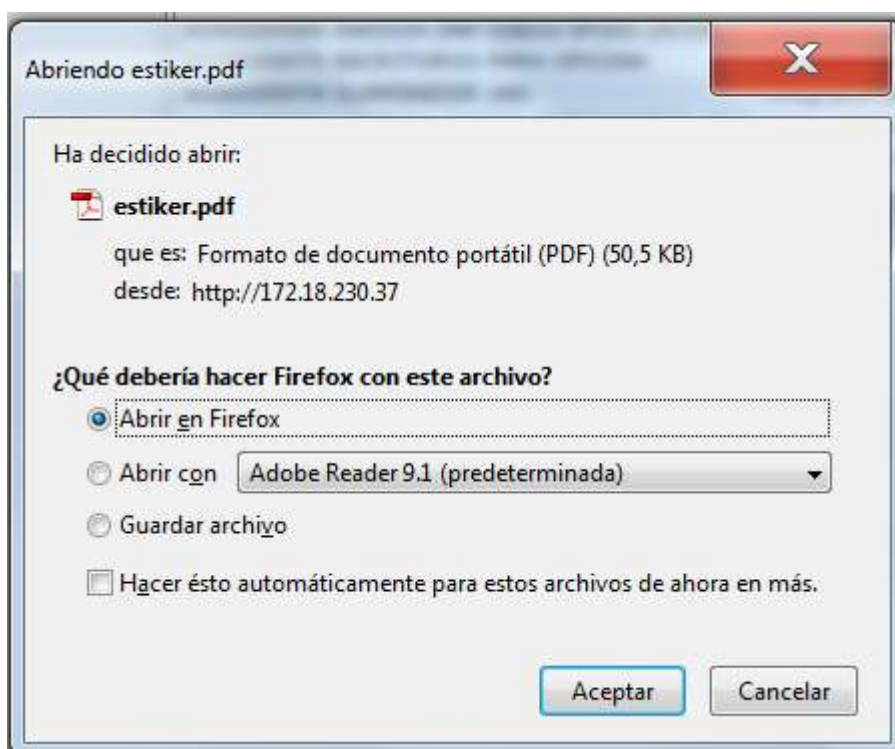 Abriendo estiker.pdf
Ha decidido abrir:
estiker.pdf
que es: Formato de documento portátil (PDF) (50,5 KB)
desde: http://172.18.230.37
¿Qué debería hacer Firefox con este archivo?
Abrir en Firefox
Abrir con Adobe Reader 9.1 (predeterminada)
Guardar archivo
Hacer ésto automáticamente para estos archivos de ahora en más.
Aceptar Cancelar